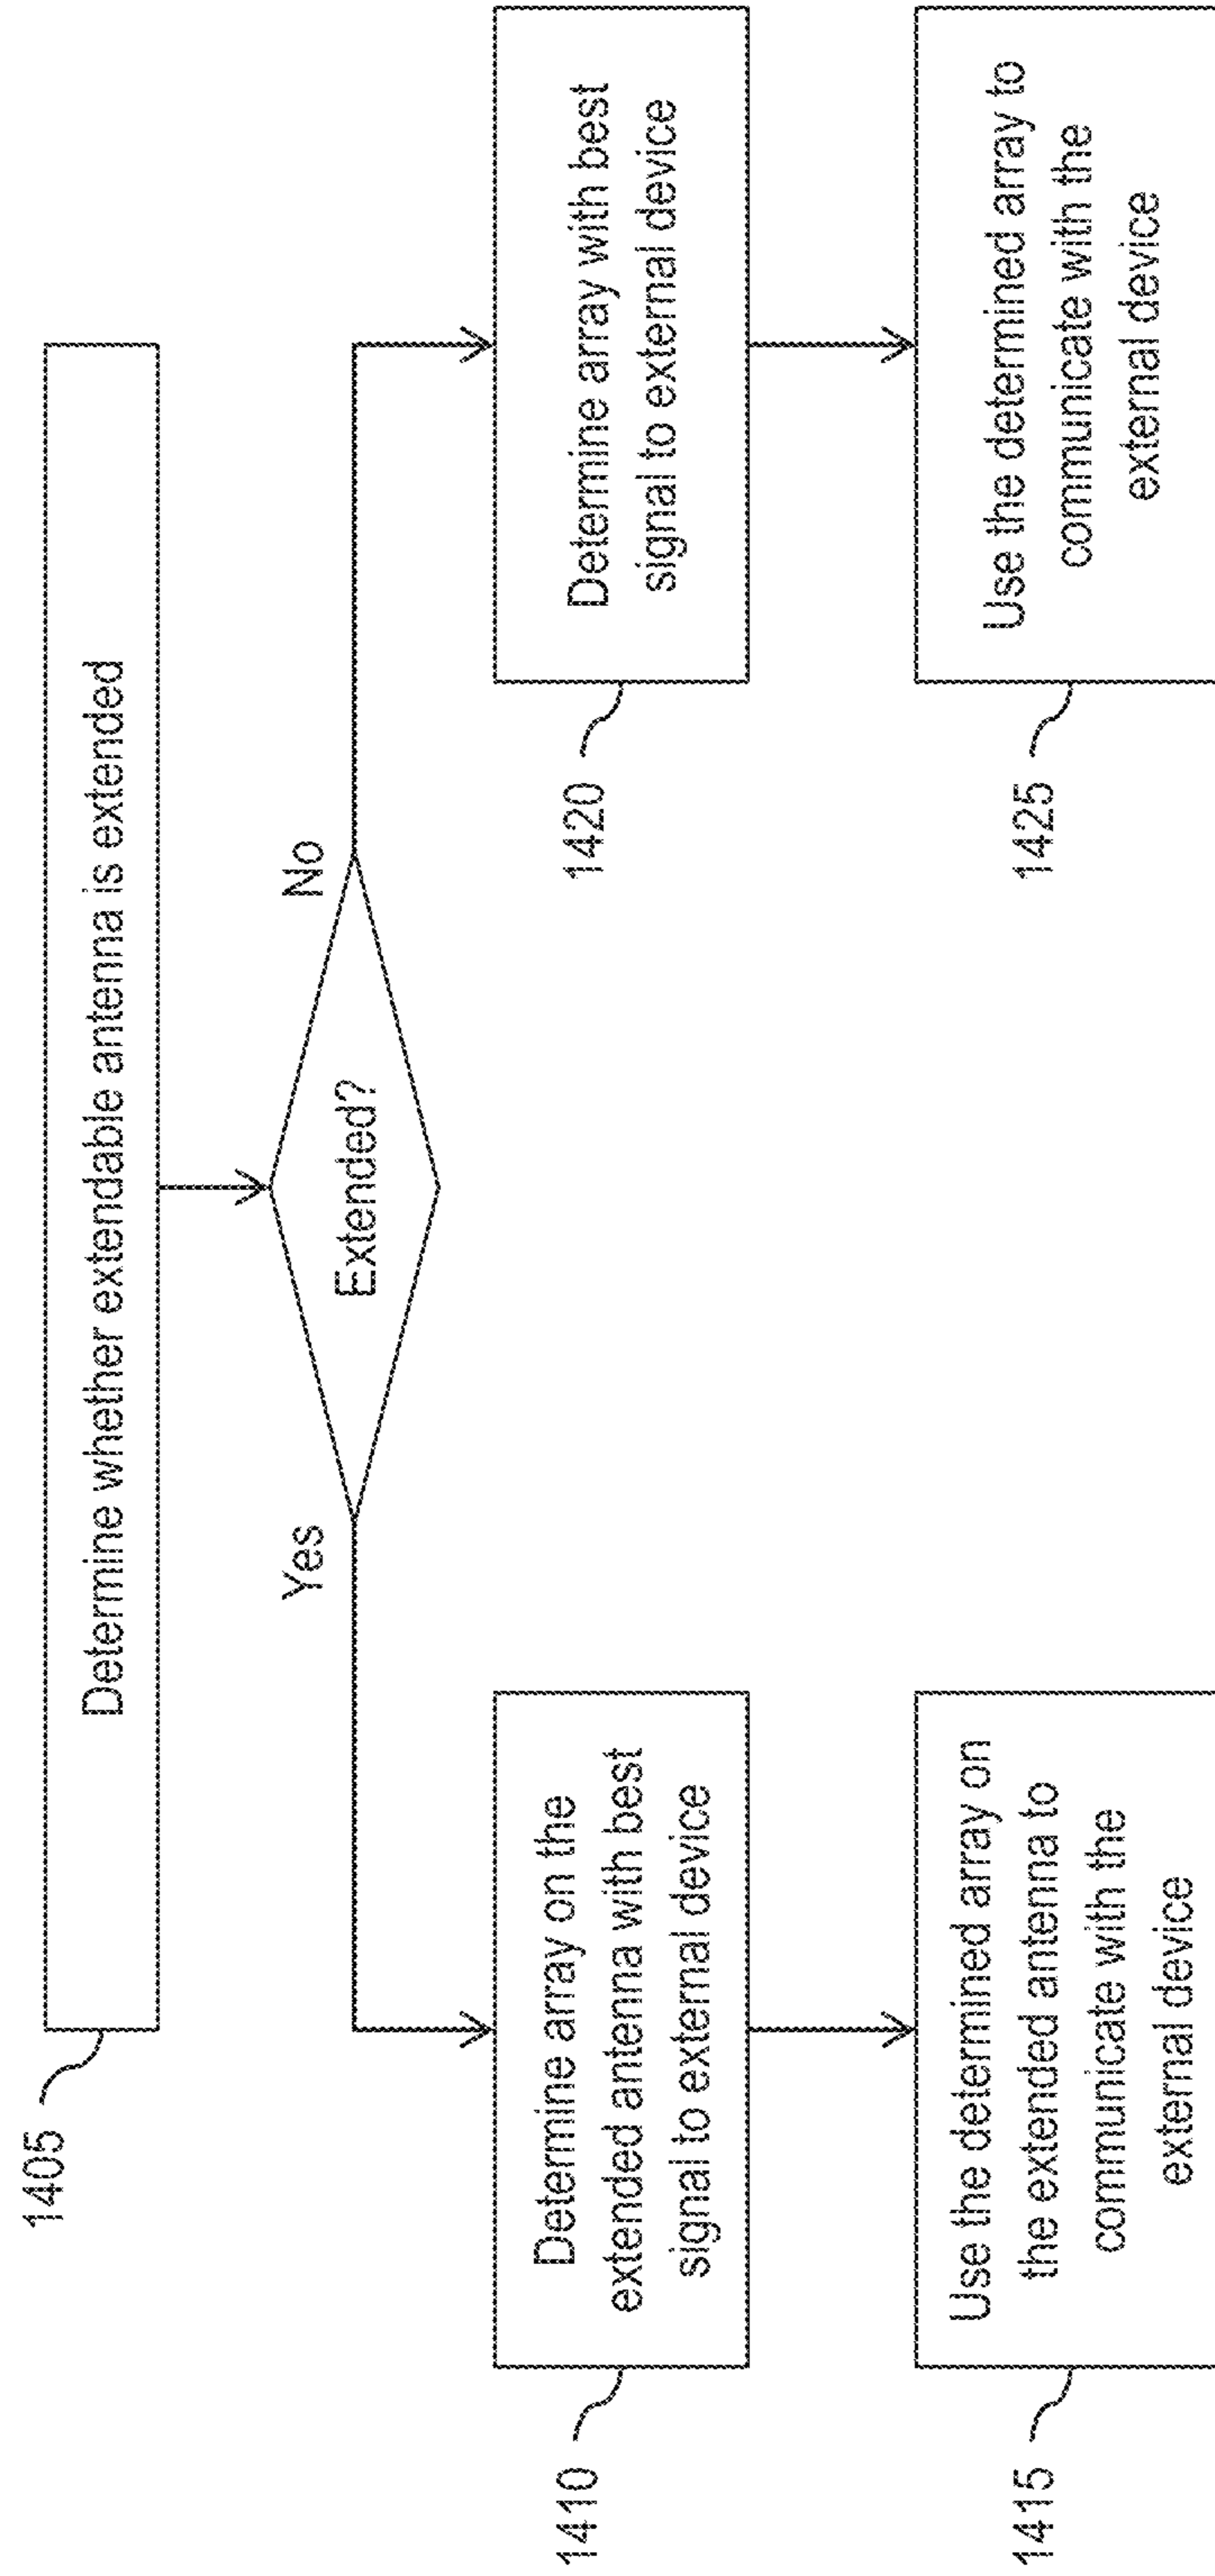 1405
Determine whether extendable antenna is extended
Yes
Extended?
No
1410
Determine array on the
extended antenna with best
signal to external device
1420
Determine array with best
signal to external device
1415
Use the determined array on
the extended antenna to
communicate with the
external device
1425
Use the determined array to
communicate with the
external device